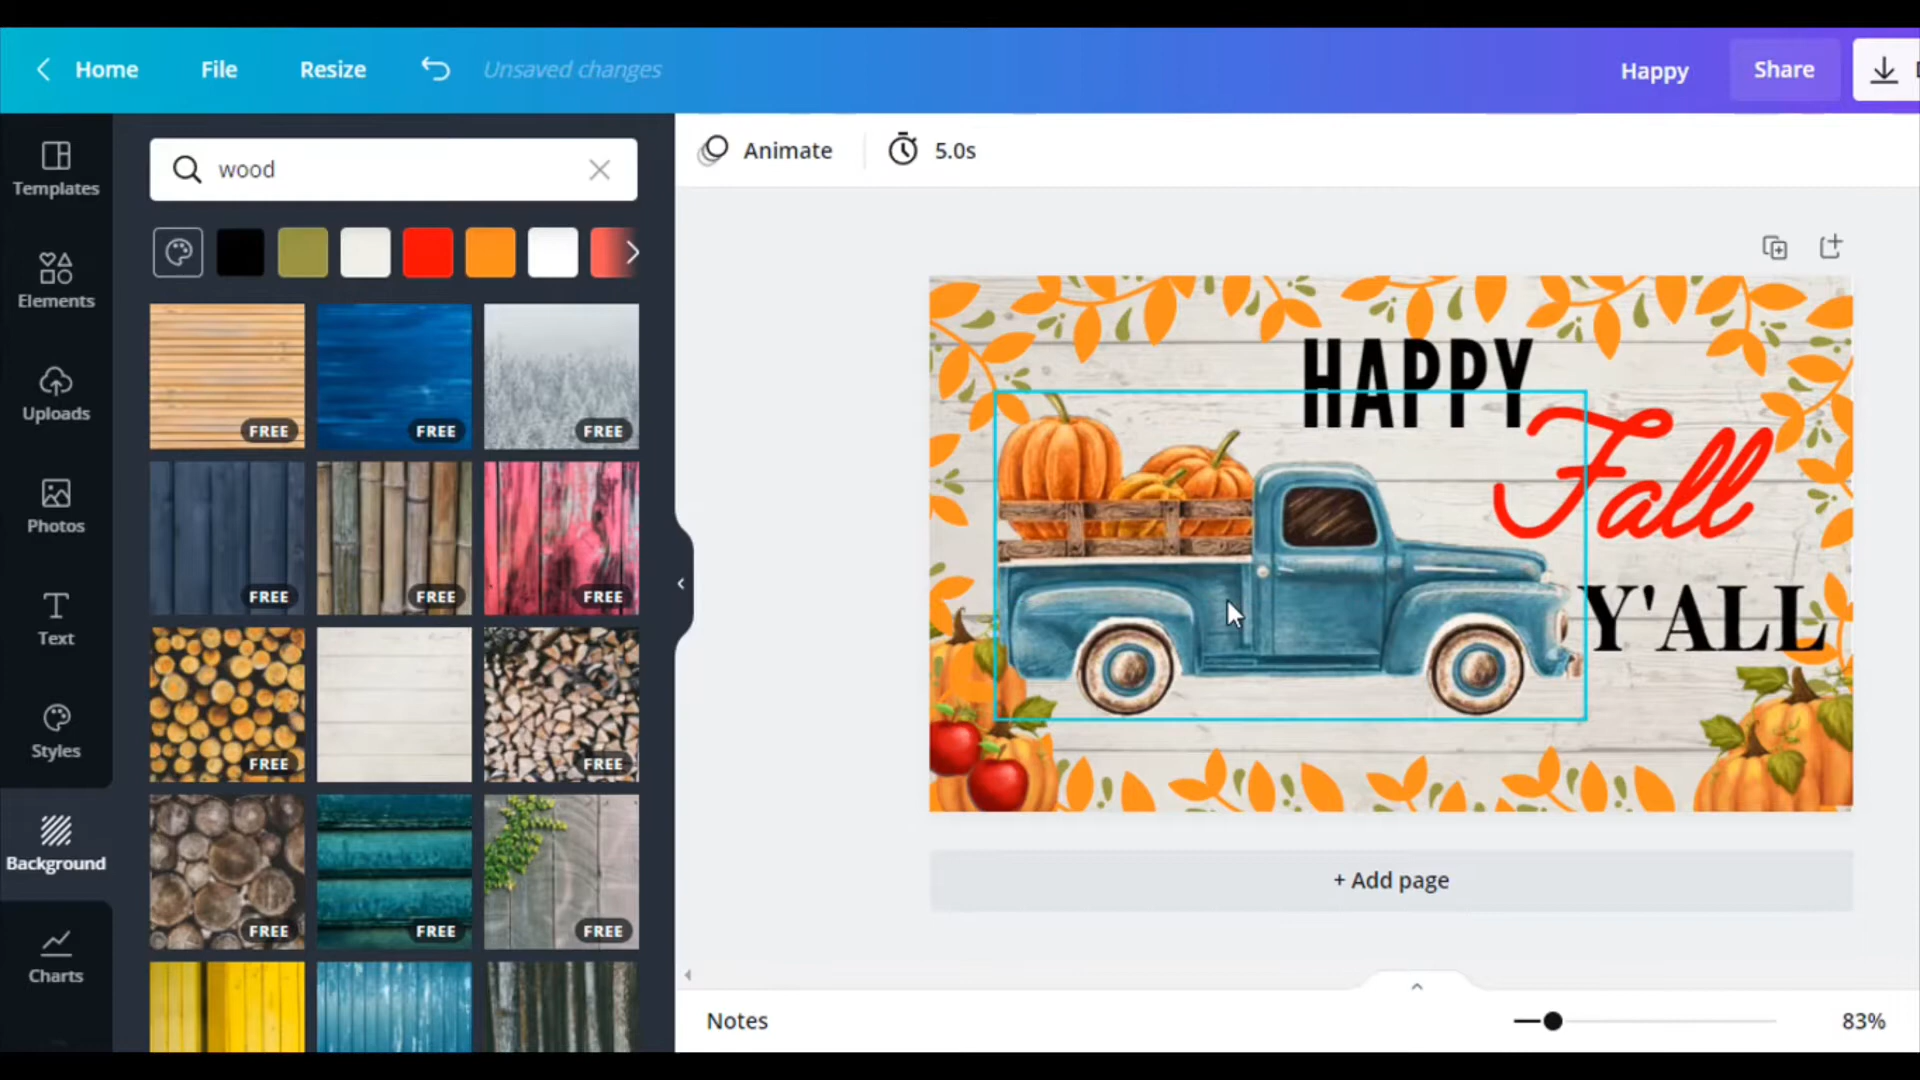 Home
File
Resize
Unsaved changes
Happy
Share
Templates
Elements
Uploads
Photos
Text
Styles
Background
Charts
wood
FREE
FREE
FREE
FREE
FREE
FREE
FREE
FREE
FREE
FREE
FREE
Animate
5.0s
HAPPY
Fall
Y'ALL
+ Add page
Notes
83%